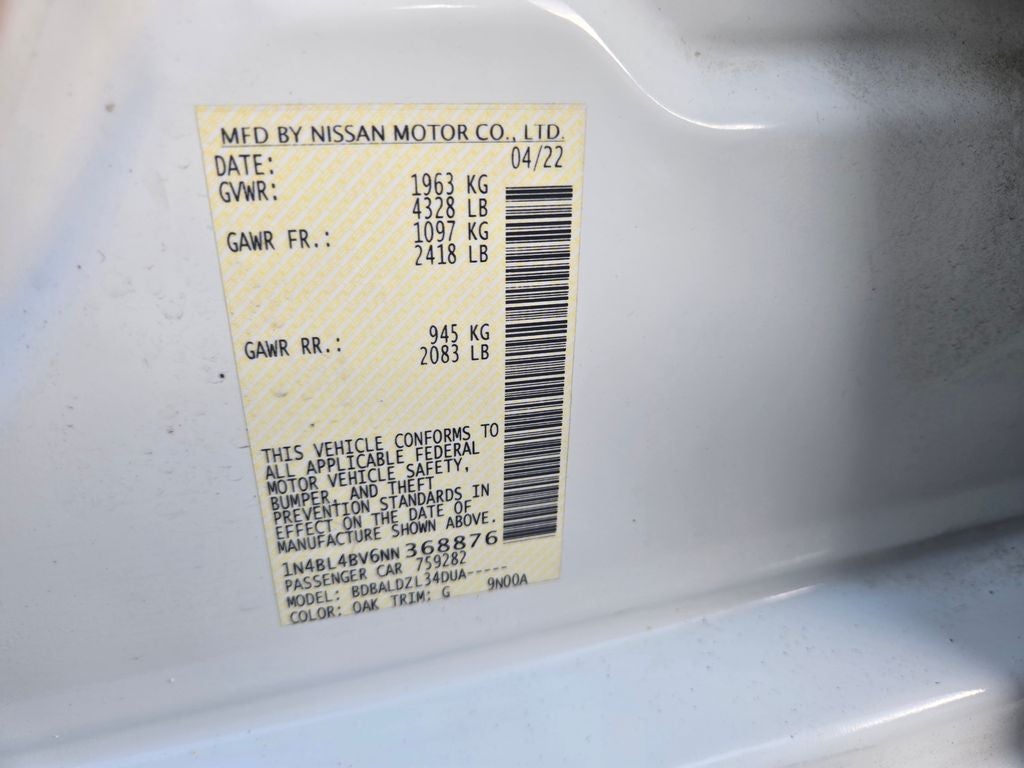 MFD BY NISSAN MOTOR CO., LTD.
DATE: 04/22
GVWR: 1963 KG
4328 LB
GAWR FR.: 1097 KG
2418 LB
GAWR RR.: 945 KG
2083 LB
THIS VEHICLE CONFORMS TO
ALL APPLICABLE FEDERAL
MOTOR VEHICLE SAFETY,
BUMPER, AND THEFT
PREVENTION STANDARDS IN
EFFECT ON THE DATE OF
MANUFACTURE SHOWN ABOVE.
1N4BL4BV6NN368876
PASSENGER CAR 759282
MODEL: BDBALDZL34DUA-----
COLOR: OAK TRIM: G 9N00A